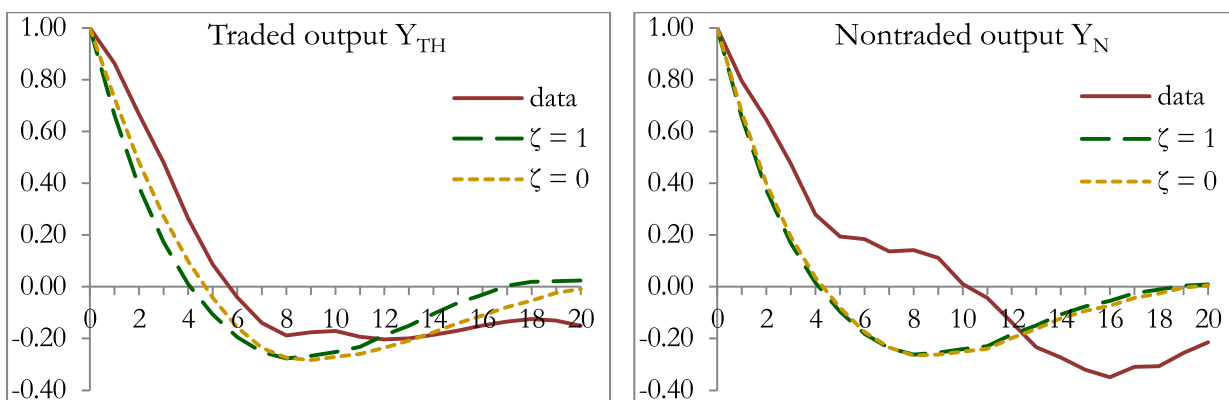 Traded output Y_TH
1.00
0.80
0.60
0.40
0.20
0.00
-0.20
-0.40
0 2 4 6 8 10 12 14 16 18 20
data
ζ = 1
ζ = 0
Nontraded output Y_N
1.00
0.80
0.60
0.40
0.20
0.00
-0.20
-0.40
0 2 4 6 8 10 12 14 16 18 20
data
ζ = 1
ζ = 0